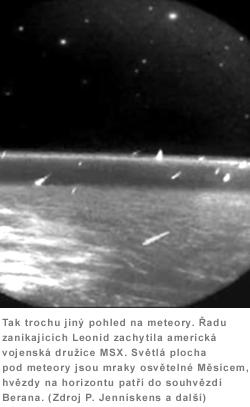 Tak trochu jiný pohled na meteory. Řadu
zanikajících Leonid zachytila americká
vojenská družice MSX. Světlá plocha
pod meteory jsou mraky osvětelné Měsícem,
hvězdy na horizontu patří do souhvězdí
Berana. (Zdroj P. Jenniskens a další)